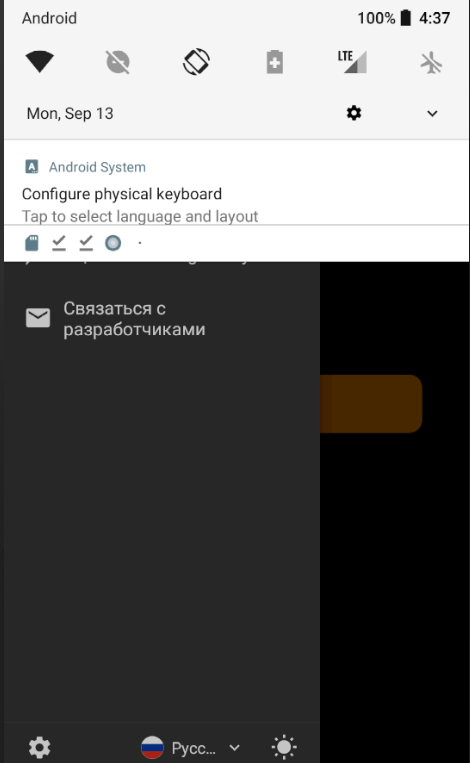 Android
100% 4:37
LTE
Mon, Sep 13
Android System
Configure physical keyboard
Tap to select language and layout
Связаться с
разработчиками
Русс...